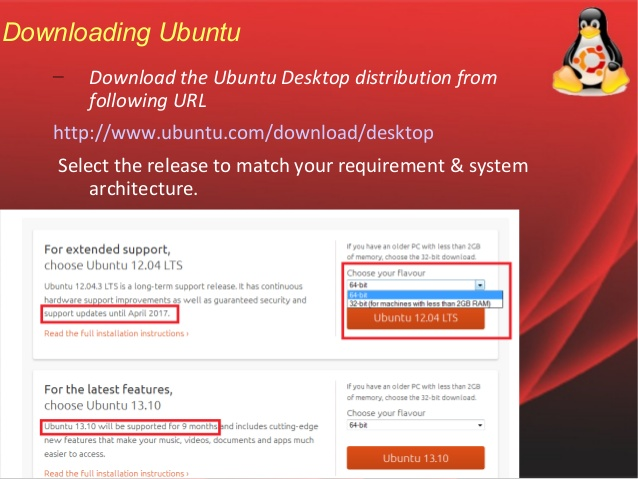 Downloading Ubuntu
– Download the Ubuntu Desktop distribution from
following URL
http://www.ubuntu.com/download/desktop
Select the release to match your requirement & system
architecture.
For extended support,
choose Ubuntu 12.04 LTS
Ubuntu 12.04.3 LTS is a long-term support release. It has continuous
hardware support improvements as well as guaranteed security and
support updates until April 2017.
Read the full installation instructions ›
If you have an older PC with less than 2GB
of memory, choose the 32-bit download.
Choose your flavour
64-bit
64-bit
32-bit (for machines with less than 2GB RAM)
Ubuntu 12.04 LTS
For the latest features,
choose Ubuntu 13.10
Ubuntu 13.10 will be supported for 9 months and includes cutting-edge
new features that make your music, videos, documents and apps much
easier to access.
Read the full installation instructions ›
If you have an older PC with less than 2GB
of memory, choose the 32-bit download.
Choose your flavour
64-bit
Ubuntu 13.10